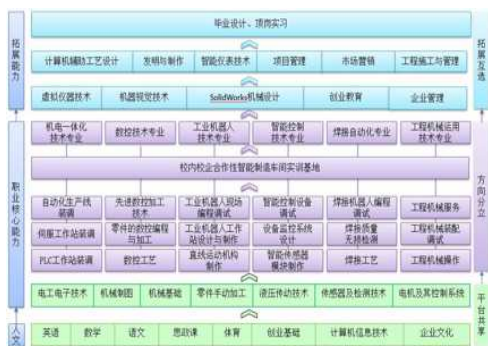 毕业设计、顶岗实习
计算机辅助工艺设计 发明与制作 智能仪表技术 项目管理 市场营销 工程施工与管理
虚拟仪器技术 机器视觉技术 SolidWorks机械设计 创业教育 企业管理
拓展能力
拓展互选
机电一体化技术专业 数控技术专业 工业机器人技术专业 智能控制技术专业 焊接自动化专业 工程机械运用技术专业
校内校企合作性智能制造车间实训基地
自动化生产线装调 先进数控加工技术 工业机器人现场编程调试 智能控制设备调试 焊接机器人编程调试 工程机械服务
伺服工作站装调 零件的数控编程与加工 工业机器人工作站设计与制作 设备监控系统设计 焊接质量无损检测 工程机械装配调试
PLC工作站装调 数控工艺 直线运动机构制作 智能传感器模块制作 焊接工艺 工程机械操作
职业核心能力
方向分立
电工电子技术 机械制图 机械基础 零件手动加工 液压传动技术 传感器及检测技术 电机及其控制系统
英语 数学 语文 思政课 体育 创业基础 计算机信息技术 企业文化
人文
平台共享